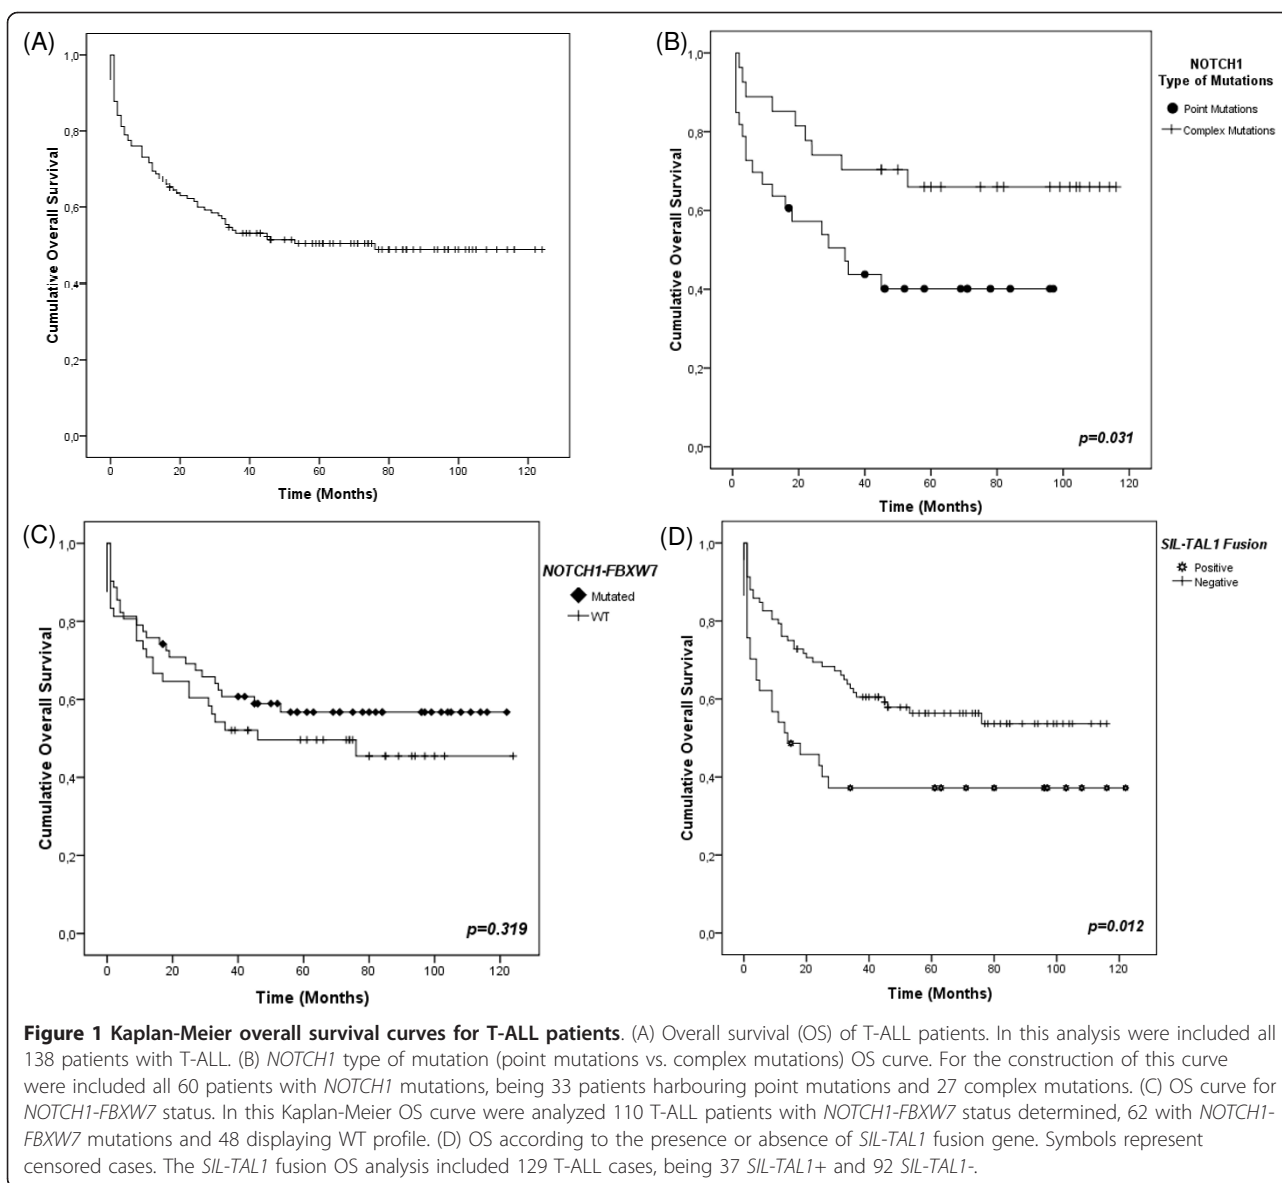 (A)
Cumulative Overall Survival
1,0
0,8
0,6
0,4
0,2
0,0
0 20 40 60 80 100 120
Time (Months)
(B)
Cumulative Overall Survival
1,0
0,8
0,6
0,4
0,2
0,0
0 20 40 60 80 100 120
Time (Months)
NOTCH1
Type of Mutations
Point Mutations
Complex Mutations
p=0.031
(C)
Cumulative Overall Survival
1,0
0,8
0,6
0,4
0,2
0,0
0 20 40 60 80 100 120
Time (Months)
NOTCH1-FBXW7
Mutated
WT
p=0.319
(D)
Cumulative Overall Survival
1,0
0,8
0,6
0,4
0,2
0,0
0 20 40 60 80 100 120
Time (Months)
SIL-TAL1 Fusion
Positive
Negative
p=0.012
Figure 1 Kaplan-Meier overall survival curves for T-ALL patients. (A) Overall survival (OS) of T-ALL patients. In this analysis were included all
138 patients with T-ALL. (B) NOTCH1 type of mutation (point mutations vs. complex mutations) OS curve. For the construction of this curve
were included all 60 patients with NOTCH1 mutations, being 33 patients harbouring point mutations and 27 complex mutations. (C) OS curve for
NOTCH1-FBXW7 status. In this Kaplan-Meier OS curve were analyzed 110 T-ALL patients with NOTCH1-FBXW7 status determined, 62 with NOTCH1-
FBXW7 mutations and 48 displaying WT profile. (D) OS according to the presence or absence of SIL-TAL1 fusion gene. Symbols represent
censored cases. The SIL-TAL1 fusion OS analysis included 129 T-ALL cases, being 37 SIL-TAL1+ and 92 SIL-TAL1-.